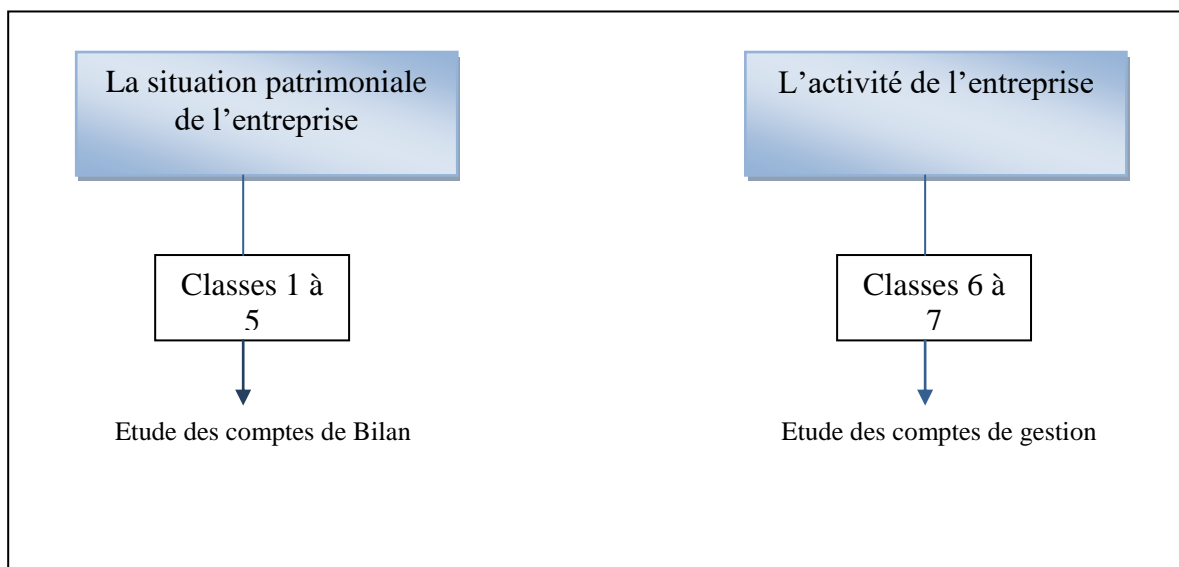 La situation patrimoniale
de l'entreprise
L'activité de l'entreprise
Classes 1 à
5
Classes 6 à
7
Etude des comptes de Bilan
Etude des comptes de gestion